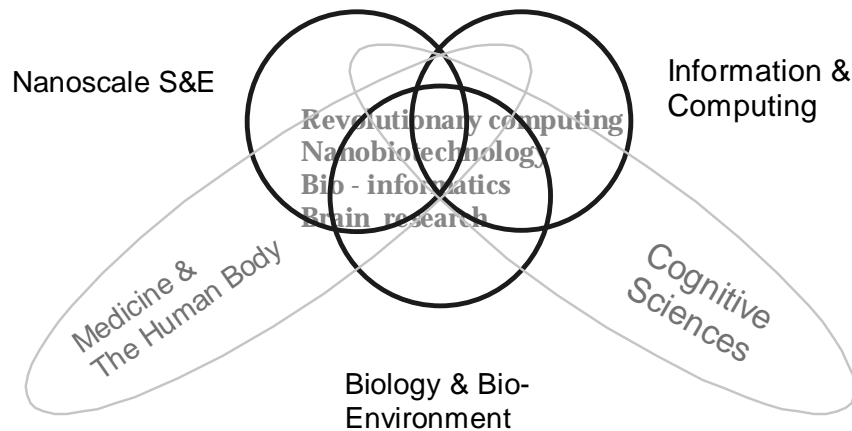 Nanoscale S&E
Information &
Computing
Revolutionary computing
Nanobiotechnology
Bio - informatics
Brain research
Medicine &
The Human Body
Cognitive
Sciences
Biology & Bio-
Environment